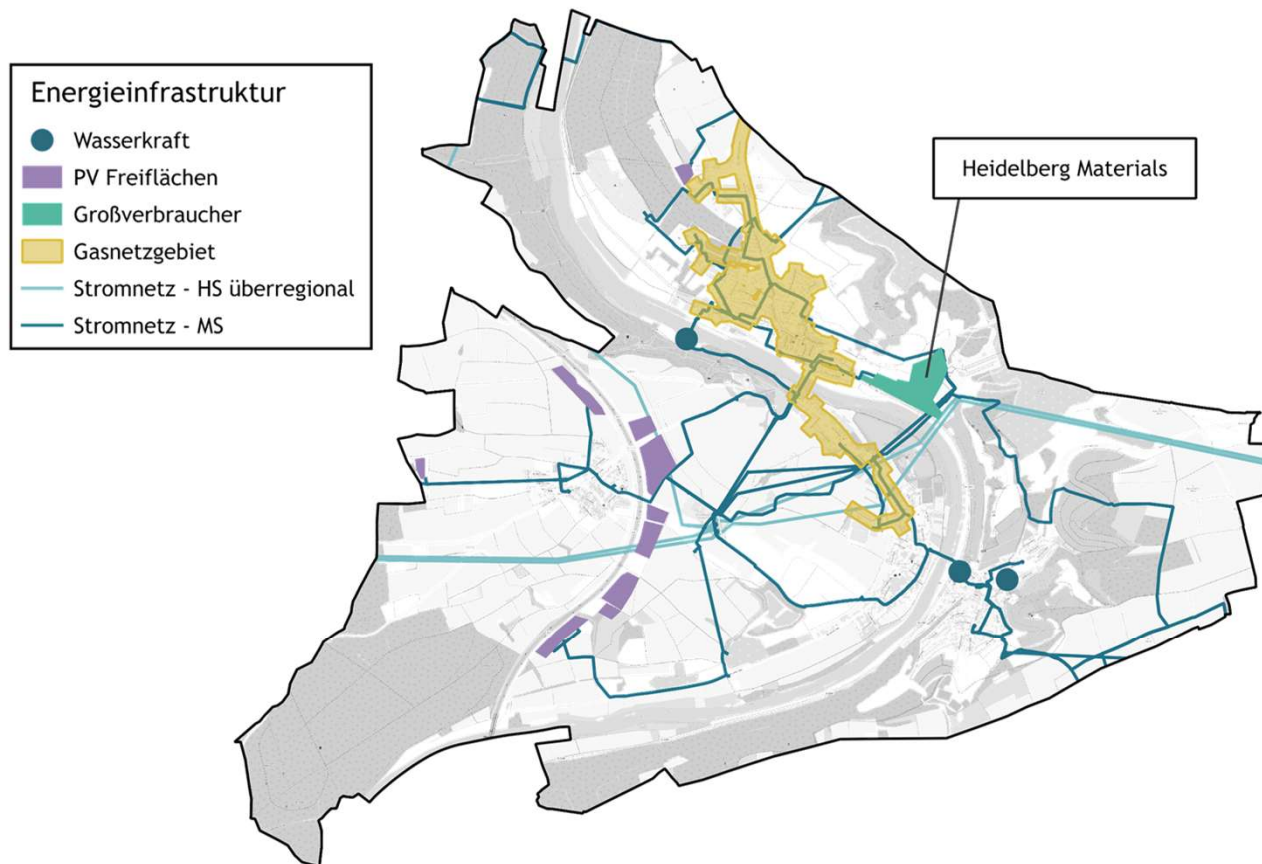 Energieinfrastruktur
Wasserkraft
PV Freiflächen
Großverbraucher
Gasnetzgebiet
Stromnetz - HS überregional
Stromnetz - MS
Heidelberg Materials